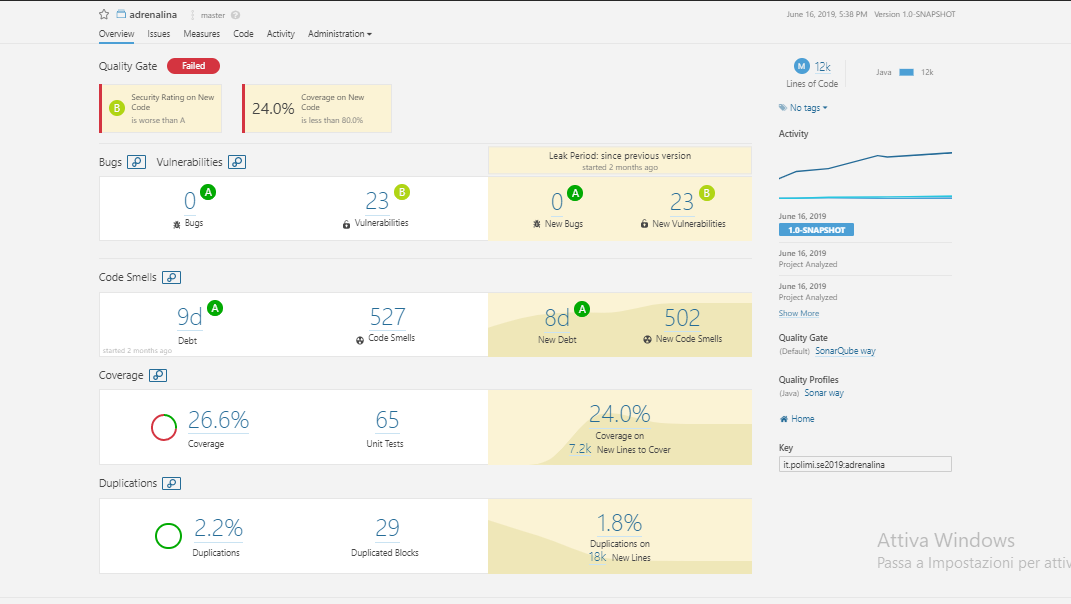 adrenalina master ? June 16, 2019, 5:38 PM Version 1.0-SNAPSHOT
Overview Issues Measures Code Activity Administration
Quality Gate Failed
B Security Rating on New Code
is worse than A
24.0% Coverage on New Code
is less than 80.0%
Bugs Vulnerabilities
Leak Period: since previous version
started 2 months ago
0 A 23 B 0 A 23 B
Bugs Vulnerabilities New Bugs New Vulnerabilities
Code Smells
9d A 527 8d A 502
Debt Code Smells New Debt New Code Smells
started 2 months ago
Coverage
26.6% 65 24.0%
Coverage Unit Tests Coverage on
7.2k New Lines to Cover
Duplications
2.2% 29 1.8%
Duplications Duplicated Blocks Duplications on
18k New Lines
M 12k
Lines of Code
Java 12k
No tags
Activity
June 16, 2019
1.0-SNAPSHOT
June 16, 2019
Project Analyzed
June 16, 2019
Project Analyzed
Show More
Quality Gate
(Default) SonarQube way
Quality Profiles
(Java) Sonar way
Home
Key
it.polimi.se2019:adrenalina
Attiva Windows
Passa a Impostazioni per attiv